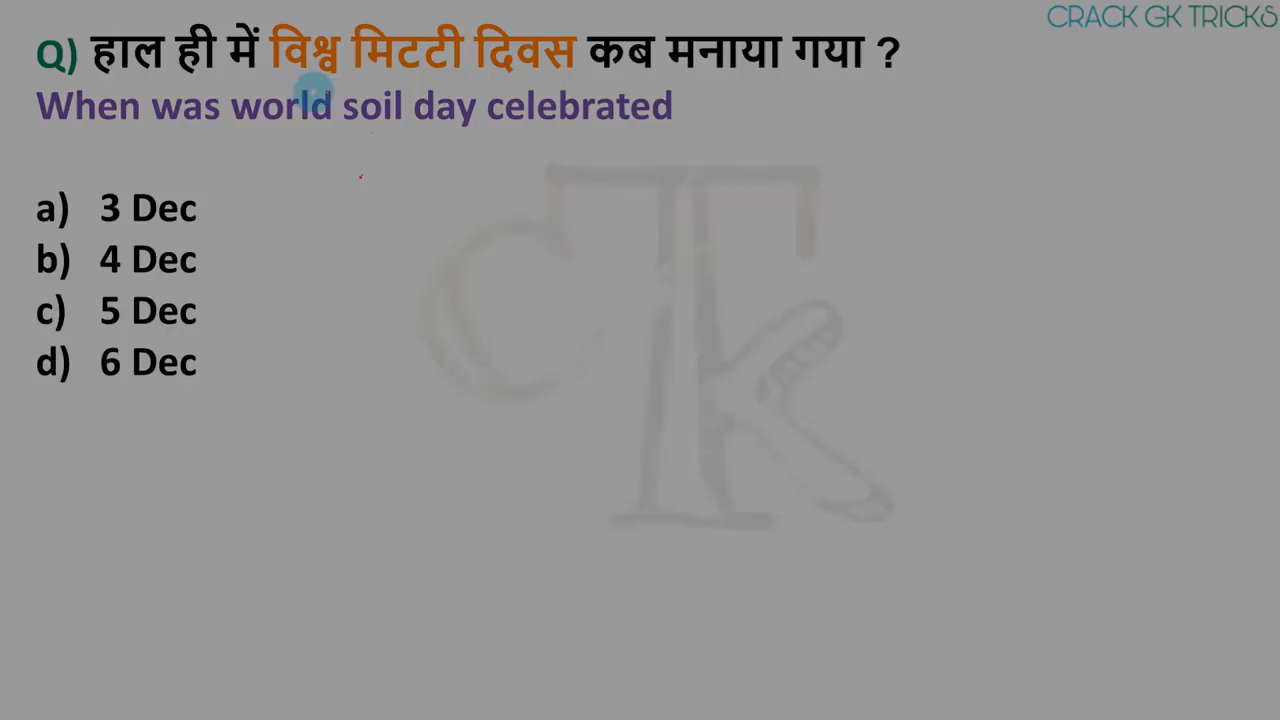 CRACK GK TRICKS
Q) हाल ही में विश्व मिटटी दिवस कब मनाया गया ?
When was world soil day celebrated
a) 3 Dec
b) 4 Dec
c) 5 Dec
d) 6 Dec
CTk